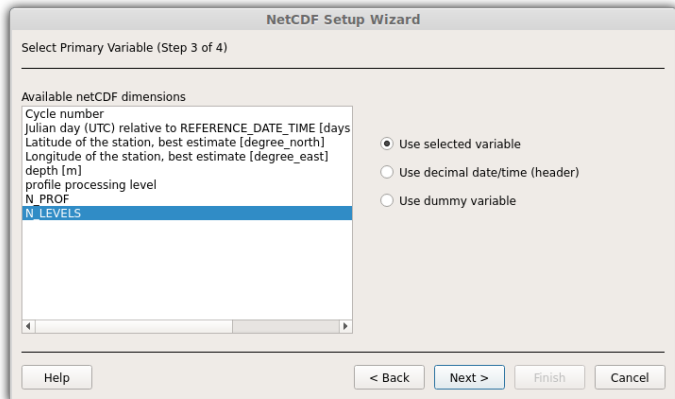 NetCDF Setup Wizard
Select Primary Variable (Step 3 of 4)
Available netCDF dimensions
Cycle number
Julian day (UTC) relative to REFERENCE_DATE_TIME [days
Latitude of the station, best estimate [degree_north]
Longitude of the station, best estimate [degree_east]
depth [m]
profile processing level
N_PROF
N_LEVELS
Use selected variable
Use decimal date/time (header)
Use dummy variable
Help
< Back
Next >
Finish
Cancel